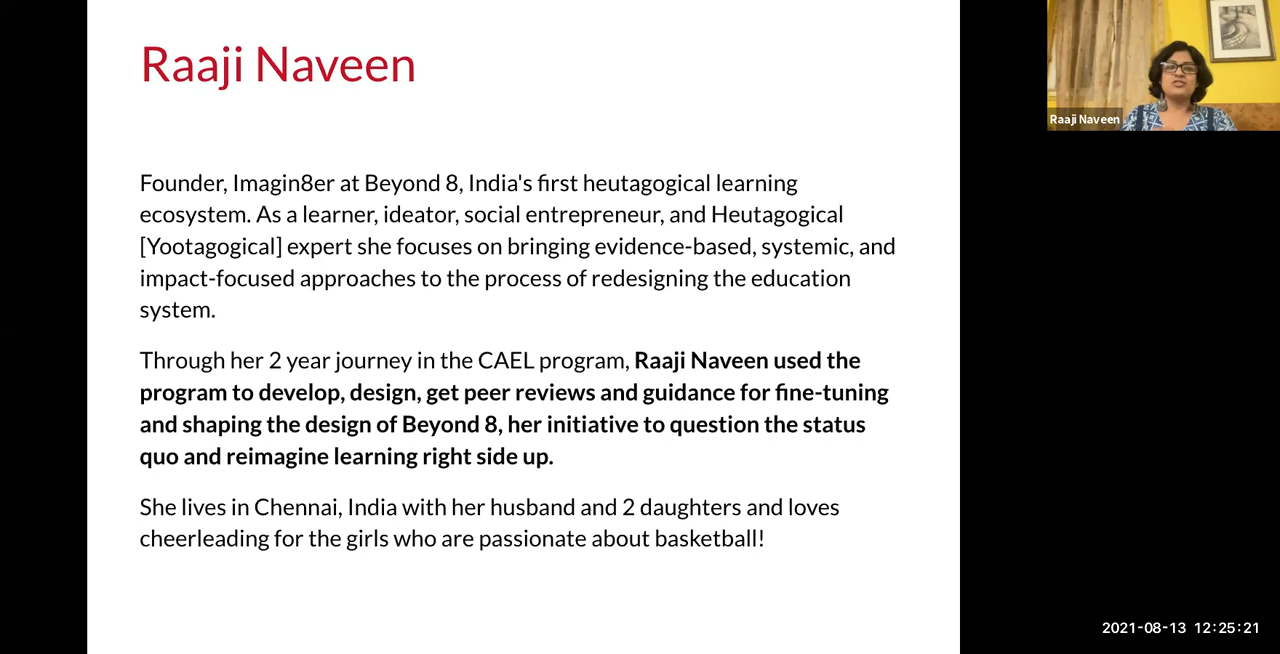 Raaji Naveen
Raaji Naveen
Founder, Imagin8er at Beyond 8, India's first heutagogical learning
ecosystem. As a learner, ideator, social entrepreneur, and Heutagogical
[Yootagogical] expert she focuses on bringing evidence-based, systemic, and
impact-focused approaches to the process of redesigning the education
system.
Through her 2 year journey in the CAEL program, Raaji Naveen used the
program to develop, design, get peer reviews and guidance for fine-tuning
and shaping the design of Beyond 8, her initiative to question the status
quo and reimagine learning right side up.
She lives in Chennai, India with her husband and 2 daughters and loves
cheerleading for the girls who are passionate about basketball!
2021-08-13 12:25:21